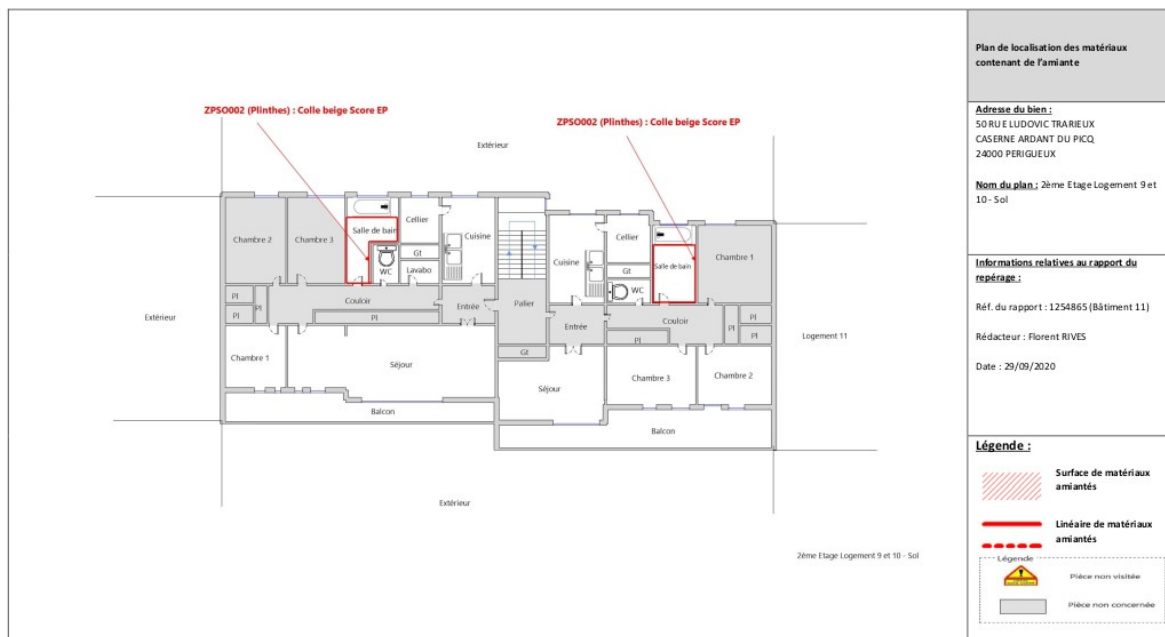 ZPSO002 (Plinthes) : Colle beige Score EP
ZPSO002 (Plinthes) : Colle beige Score EP
Extérieur
Chambre 2
Chambre 3
Salle de bain
Cellier
Gt
WC
Lavabo
Cuisine
Cuisine
Cellier
Gt
WC
Salle de bain
Chambre 1
Pl
Pl
Pl
Couloir
Pl
Entrée
Palier
Entrée
Couloir
Pl
Pl
Pl
Pl
Extérieur
Logement 11
Chambre 1
Séjour
Gt
Séjour
Chambre 3
Chambre 2
Balcon
Balcon
Extérieur
2ème Etage Logement 9 et 10 - Sol
Plan de localisation des matériaux
contenant de l'amiante
Adresse du bien :
50 RUE LUDOVIC TRARIEUX
CASERNE ARDANT DU PICQ
24000 PERIGUEUX
Nom du plan : 2ème Etage Logement 9 et
10 - Sol
Informations relatives au rapport du
repérage :
Réf. du rapport : 1254865 (Bâtiment 11)
Rédacteur : Florent RIVES
Date : 29/09/2020
Légende :
Surface de matériaux
amiantés
Linéaire de matériaux
amiantés
Légende
Pièce non visitée
Pièce non concernée